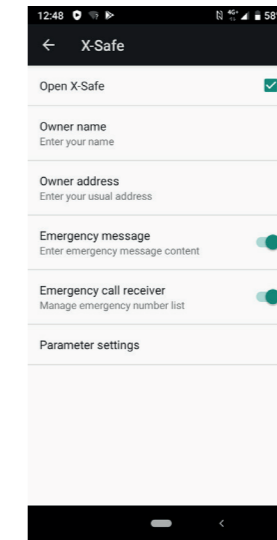 12:48 4G+ 58
X-Safe
Open X-Safe
Owner name
Enter your name
Owner address
Enter your usual address
Emergency message
Enter emergency message content
Emergency call receiver
Manage emergency number list
Parameter settings